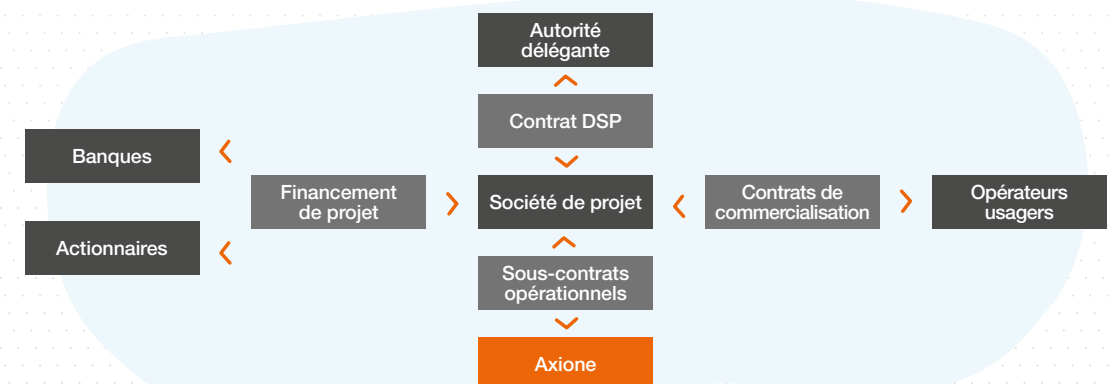 Autorité
délégante
Contrat DSP
Banques
Financement
de projet
Société de projet
Contrats de
commercialisation
Opérateurs
usagers
Actionnaires
Sous-contrats
opérationnels
Axione